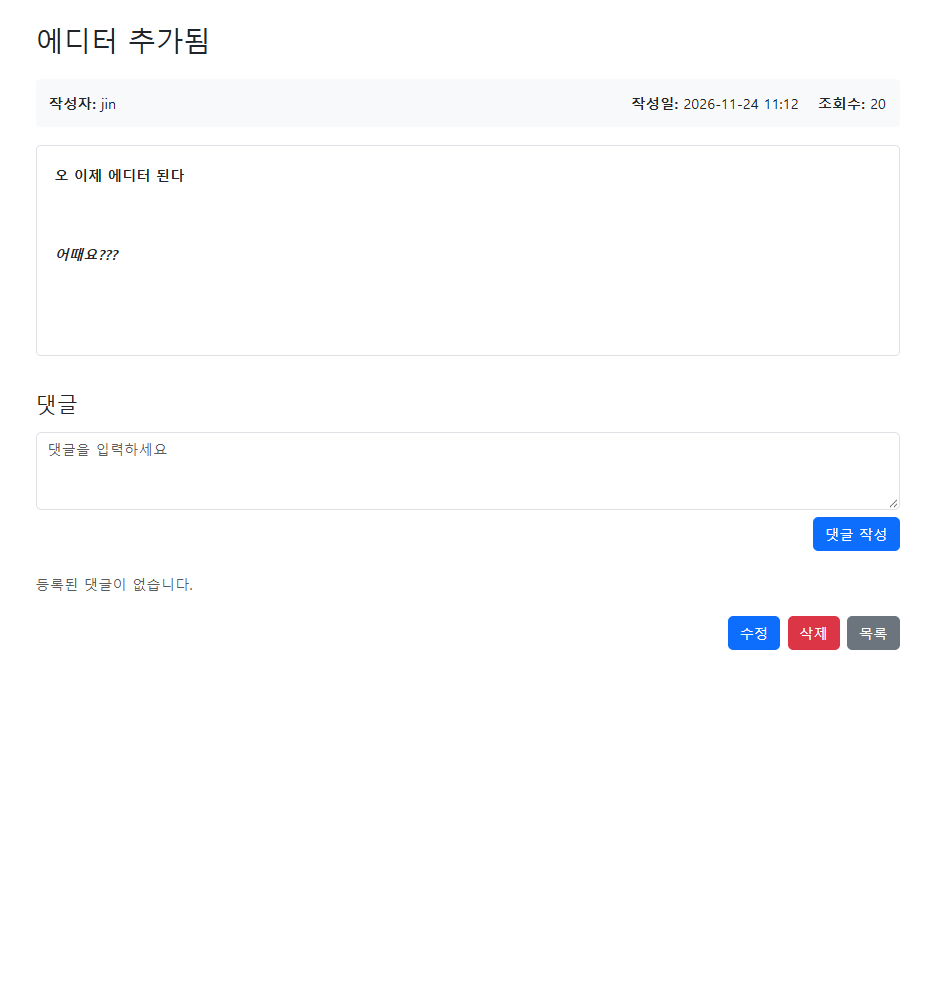 에디터 추가됨
작성자: jin 작성일: 2026-11-24 11:12 조회수: 20
오 이제 에디터 된다
어때요???
댓글
댓글을 입력하세요
댓글 작성
등록된 댓글이 없습니다.
수정 삭제 목록